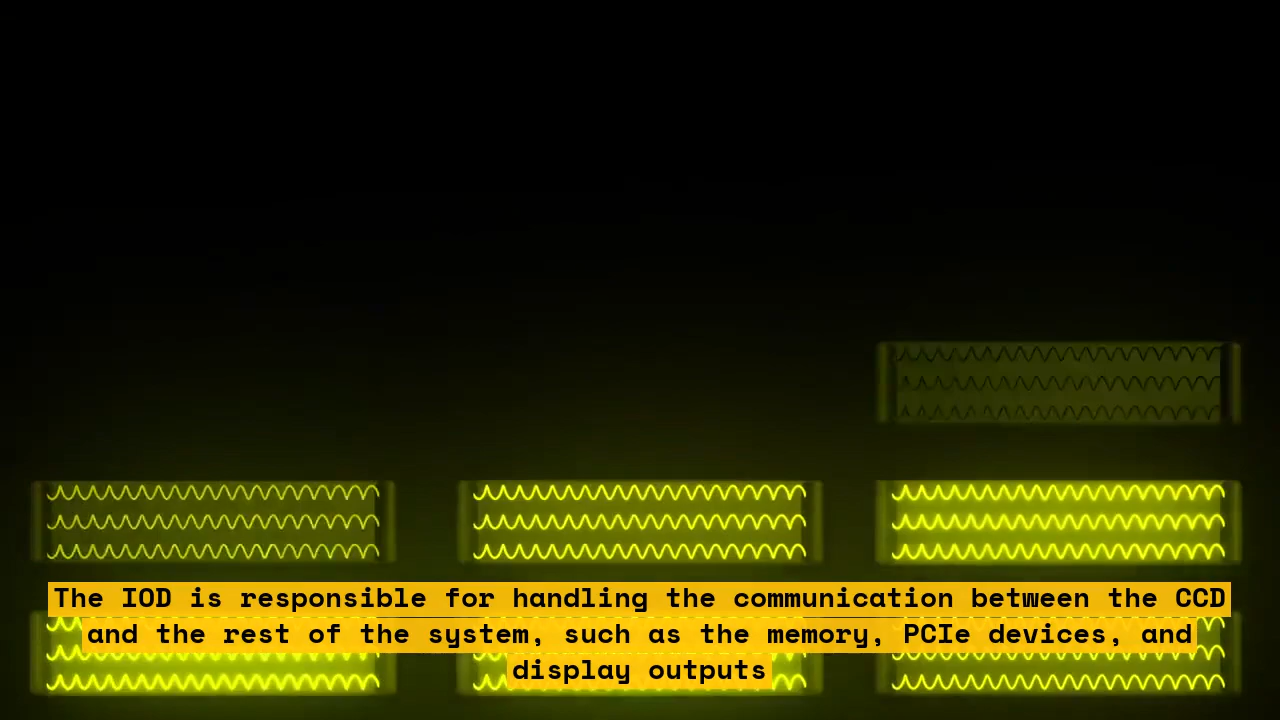 The IOD is responsible for handling the communication between the CCD
and the rest of the system, such as the memory, PCIe devices, and
display outputs